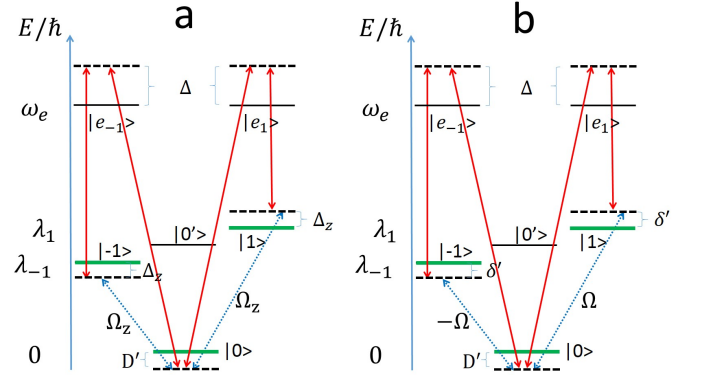 a
E/ℏ
Δ
ω_e
|e_{-1}>
|e_1>
λ_1
|0'>
Δ_z
|-1>
|1>
λ_{-1}
Δ_z
Ω_z
Ω_z
0
D′
|0>
b
E/ℏ
Δ
ω_e
|e_{-1}>
|e_1>
λ_1
|0'>
δ′
|-1>
|1>
λ_{-1}
δ′
−Ω
Ω
0
D′
|0>